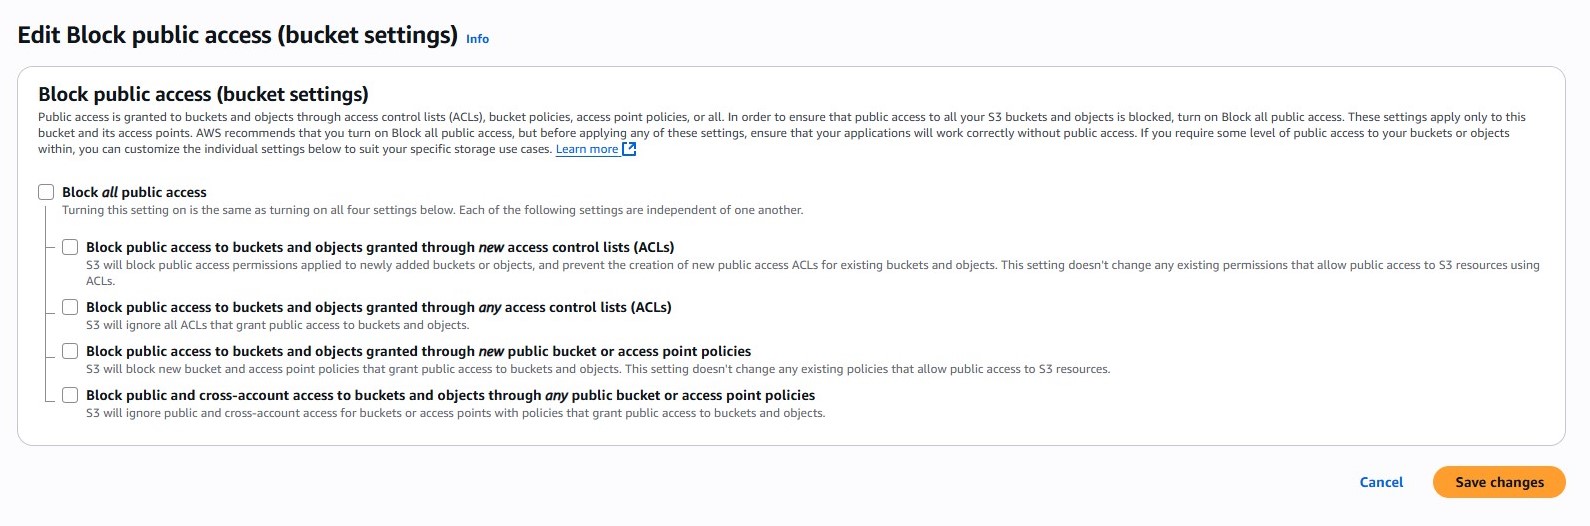 Edit Block public access (bucket settings) Info
Block public access (bucket settings)
Public access is granted to buckets and objects through access control lists (ACLs), bucket policies, access point policies, or all. In order to ensure that public access to all your S3 buckets and objects is blocked, turn on Block all public access. These settings apply only to this
bucket and its access points. AWS recommends that you turn on Block all public access, but before applying any of these settings, ensure that your applications will work correctly without public access. If you require some level of public access to your buckets or objects
within, you can customize the individual settings below to suit your specific storage use cases. Learn more
Block all public access
Turning this setting on is the same as turning on all four settings below. Each of the following settings are independent of one another.
Block public access to buckets and objects granted through new access control lists (ACLs)
S3 will block public access permissions applied to newly added buckets or objects, and prevent the creation of new public access ACLs for existing buckets and objects. This setting doesn't change any existing permissions that allow public access to S3 resources using
ACLs.
Block public access to buckets and objects granted through any access control lists (ACLs)
S3 will ignore all ACLs that grant public access to buckets and objects.
Block public access to buckets and objects granted through new public bucket or access point policies
S3 will block new bucket and access point policies that grant public access to buckets and objects. This setting doesn't change any existing policies that allow public access to S3 resources.
Block public and cross-account access to buckets and objects through any public bucket or access point policies
S3 will ignore public and cross-account access for buckets or access points with policies that grant public access to buckets and objects.
Cancel Save changes